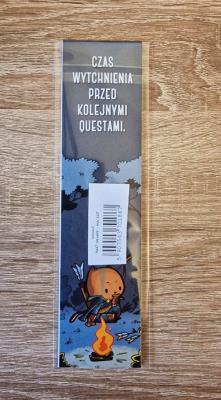 CZAS
WYTCHNIENIA
PRZED
KOLEJNYMI
QUESTAMI.